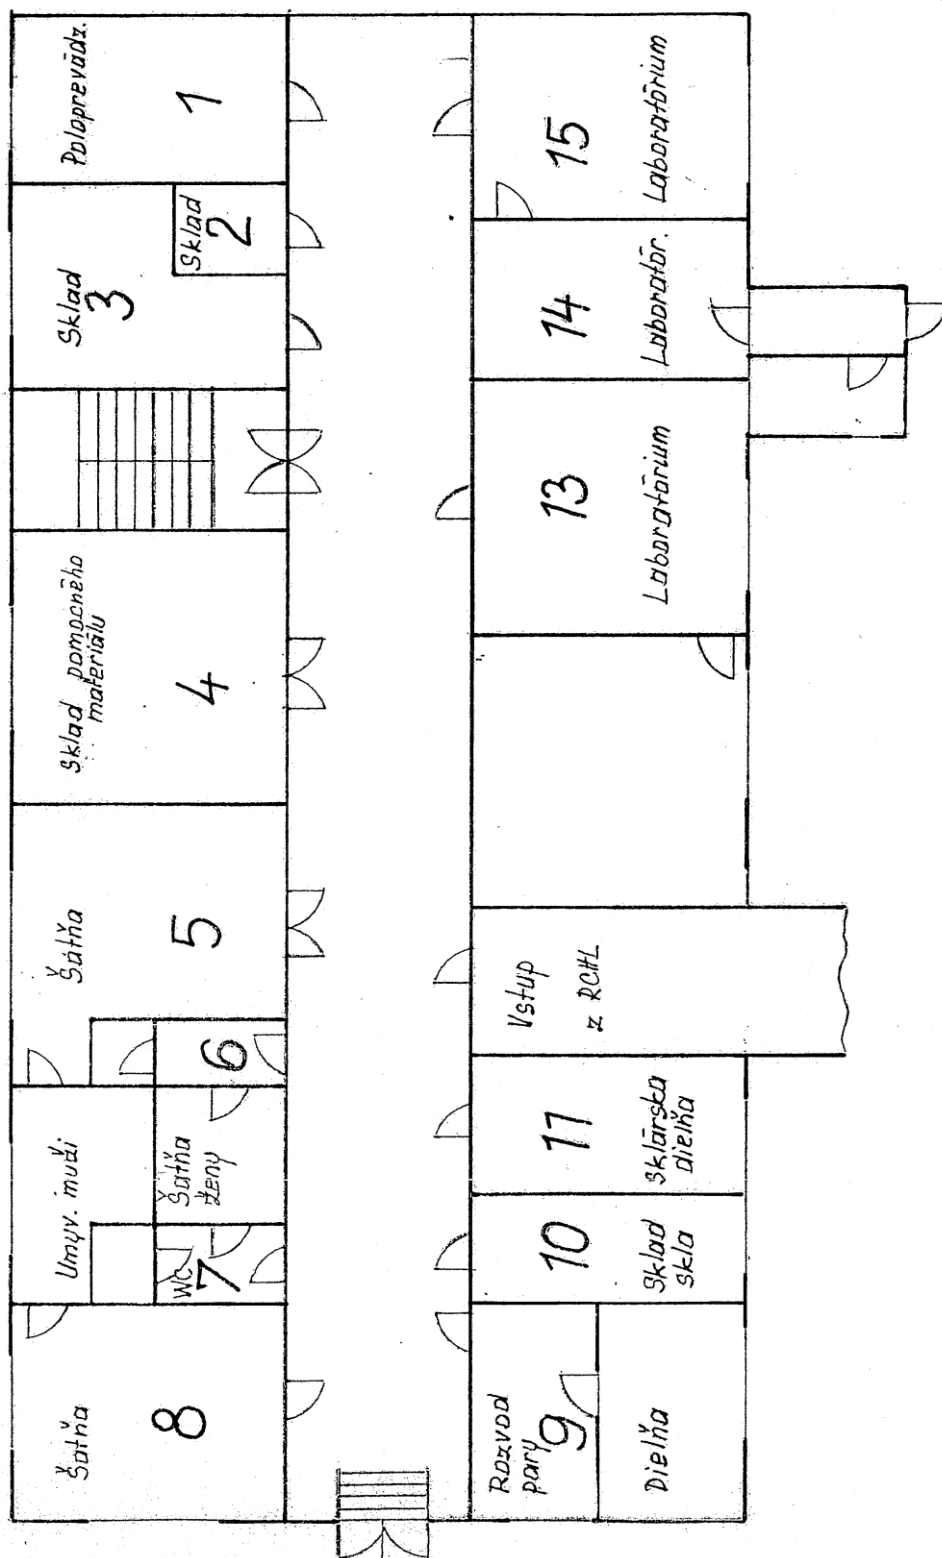 Poloprevádz.
1
Sklad
2
Sklad
3
Sklad pomocného
materiálu
4
Šatňa
5
6
Umyv. muži
Šatňa
ženy
WC
7
Šatňa
8
Laboratórium
15
Laboratór.
14
Laboratórium
13
Vstup
z RCHL
11
Sklárska
dielňa
10
Sklad
skla
Rozvod
pary
9
Dielňa